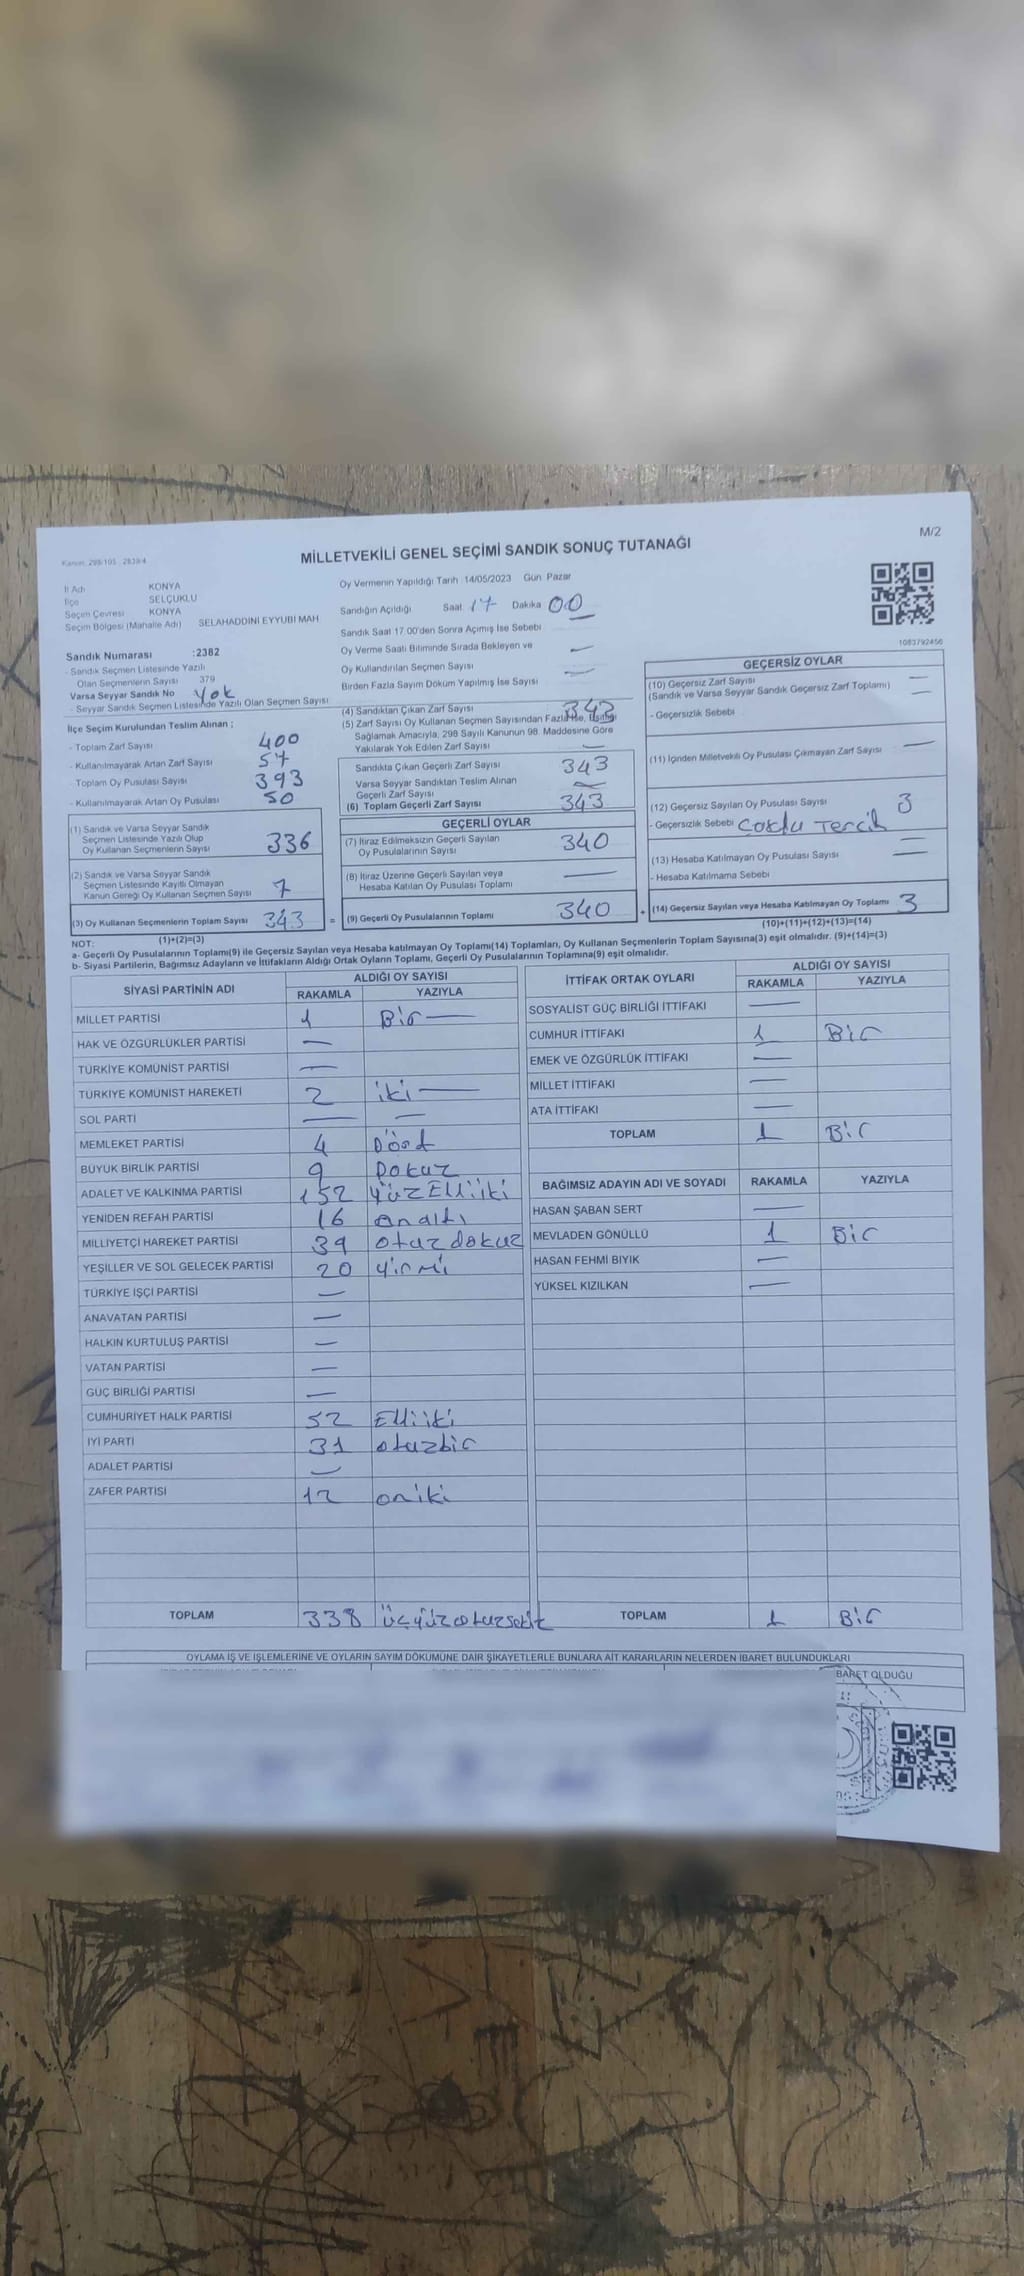 M/2
Kanun: 298/105 , 2839/4
MİLLETVEKİLİ GENEL SEÇİMİ SANDIK SONUÇ TUTANAĞI
İl Adı KONYA
İlçe SELÇUKLU
Seçim Çevresi KONYA
Seçim Bölgesi (Mahalle Adı) SELAHADDİNİ EYYUBİ MAH
Sandık Numarası :2382
- Sandık Seçmen Listesinde Yazılı
Olan Seçmenlerin Sayısı 379
Varsa Seyyar Sandık No Yok
- Seyyar Sandık Seçmen Listesinde Yazılı Olan Seçmen Sayısı
İlçe Seçim Kurulundan Teslim Alınan ;
- Toplam Zarf Sayısı 400
- Kullanılmayarak Artan Zarf Sayısı 57
- Toplam Oy Pusulası Sayısı 393
- Kullanılmayarak Artan Oy Pusulası 50
(1) Sandık ve Varsa Seyyar Sandık
Seçmen Listesinde Yazılı Olup
Oy Kullanan Seçmenlerin Sayısı 336
(2) Sandık ve Varsa Seyyar Sandık
Seçmen Listesinde Kayıtlı Olmayan
Kanun Gereği Oy Kullanan Seçmen Sayısı 7
(3) Oy Kullanan Seçmenlerin Toplam Sayısı 343
(1)+(2)=(3)
Oy Vermenin Yapıldığı Tarih 14/05/2023 Gün Pazar
Sandığın Açıldığı Saat 17 Dakika 00
Sandık Saat 17.00'den Sonra Açımış İse Sebebi
Oy Verme Saati Bitiminde Sırada Bekleyen ve —
Oy Kullandırılan Seçmen Sayısı —
Birden Fazla Sayım Döküm Yapılmış İse Sayısı
(4) Sandıktan Çıkan Zarf Sayısı 343
(5) Zarf Sayısı Oy Kullanan Seçmen Sayısından Fazla İse, Eşitliği
Sağlamak Amacıyla, 298 Sayılı Kanunun 98. Maddesine Göre
Yakılarak Yok Edilen Zarf Sayısı —
Sandıkta Çıkan Geçerli Zarf Sayısı 343
Varsa Seyyar Sandıktan Teslim Alınan
Geçerli Zarf Sayısı —
(6) Toplam Geçerli Zarf Sayısı 343
GEÇERLİ OYLAR
(7) İtiraz Edilmeksizin Geçerli Sayılan
Oy Pusulalarının Sayısı 340
(8) İtiraz Üzerine Geçerli Sayılan veya
Hesaba Katılan Oy Pusulası Toplamı —
= (9) Geçerli Oy Pusulalarının Toplamı 340 +
1083792456
GEÇERSİZ OYLAR
(10) Geçersiz Zarf Sayısı —
(Sandık ve Varsa Seyyar Sandık Geçersiz Zarf Toplamı) —
- Geçersizlik Sebebi
(11) İçinden Milletvekili Oy Pusulası Çıkmayan Zarf Sayısı —
(12) Geçersiz Sayılan Oy Pusulası Sayısı 3
- Geçersizlik Sebebi Çoklu Tercih
(13) Hesaba Katılmayan Oy Pusulası Sayısı —
- Hesaba Katılmama Sebebi
(14) Geçersiz Sayılan veya Hesaba Katılmayan Oy Toplamı 3
(10)+(11)+(12)+(13)=(14)
NOT:
a- Geçerli Oy Pusulalarının Toplamı(9) ile Geçersiz Sayılan veya Hesaba katılmayan Oy Toplamı(14) Toplamları, Oy Kullanan Seçmenlerin Toplam Sayısına(3) eşit olmalıdır. (9)+(14)=(3)
b- Siyasi Partilerin, Bağımsız Adayların ve İttifakların Aldığı Ortak Oyların Toplamı, Geçerli Oy Pusulalarının Toplamına(9) eşit olmalıdır.
SİYASİ PARTİNİN ADI ALDIĞI OY SAYISI
RAKAMLA YAZIYLA
MİLLET PARTİSİ 1 Bir —
HAK VE ÖZGÜRLÜKLER PARTİSİ —
TÜRKİYE KOMÜNİST PARTİSİ —
TÜRKİYE KOMÜNİST HAREKETİ 2 iki —
SOL PARTİ — —
MEMLEKET PARTİSİ 4 Dört
BÜYÜK BİRLİK PARTİSİ 9 Dokuz
ADALET VE KALKINMA PARTİSİ 152 YüzElliiki
YENİDEN REFAH PARTİSİ 16 onaltı
MİLLİYETÇİ HAREKET PARTİSİ 39 otuzdokuz
YEŞİLLER VE SOL GELECEK PARTİSİ 20 Yirmi
TÜRKİYE İŞÇİ PARTİSİ —
ANAVATAN PARTİSİ —
HALKIN KURTULUŞ PARTİSİ —
VATAN PARTİSİ —
GÜÇ BİRLİĞİ PARTİSİ —
CUMHURİYET HALK PARTİSİ 52 Elliiki
İYİ PARTİ 31 otuzbir
ADALET PARTİSİ —
ZAFER PARTİSİ 12 oniki
TOPLAM 338 üçyüzotuzsekiz
İTTİFAK ORTAK OYLARI ALDIĞI OY SAYISI
RAKAMLA YAZIYLA
SOSYALİST GÜÇ BİRLİĞİ İTTİFAKI —
CUMHUR İTTİFAKI 1 Bir
EMEK VE ÖZGÜRLÜK İTTİFAKI —
MİLLET İTTİFAKI —
ATA İTTİFAKI —
TOPLAM 1 Bir
BAĞIMSIZ ADAYIN ADI VE SOYADI RAKAMLA YAZIYLA
HASAN ŞABAN SERT —
MEVLADEN GÖNÜLLÜ 1 Bir
HASAN FEHMİ BIYIK —
YÜKSEL KIZILKAN —
TOPLAM 1 Bir
OYLAMA İŞ VE İŞLEMLERİNE VE OYLARIN SAYIM DÖKÜMÜNE DAİR ŞİKAYETLERLE BUNLARA AİT KARARLARIN NELERDEN İBARET BULUNDUKLARI
BARET OLDUĞU